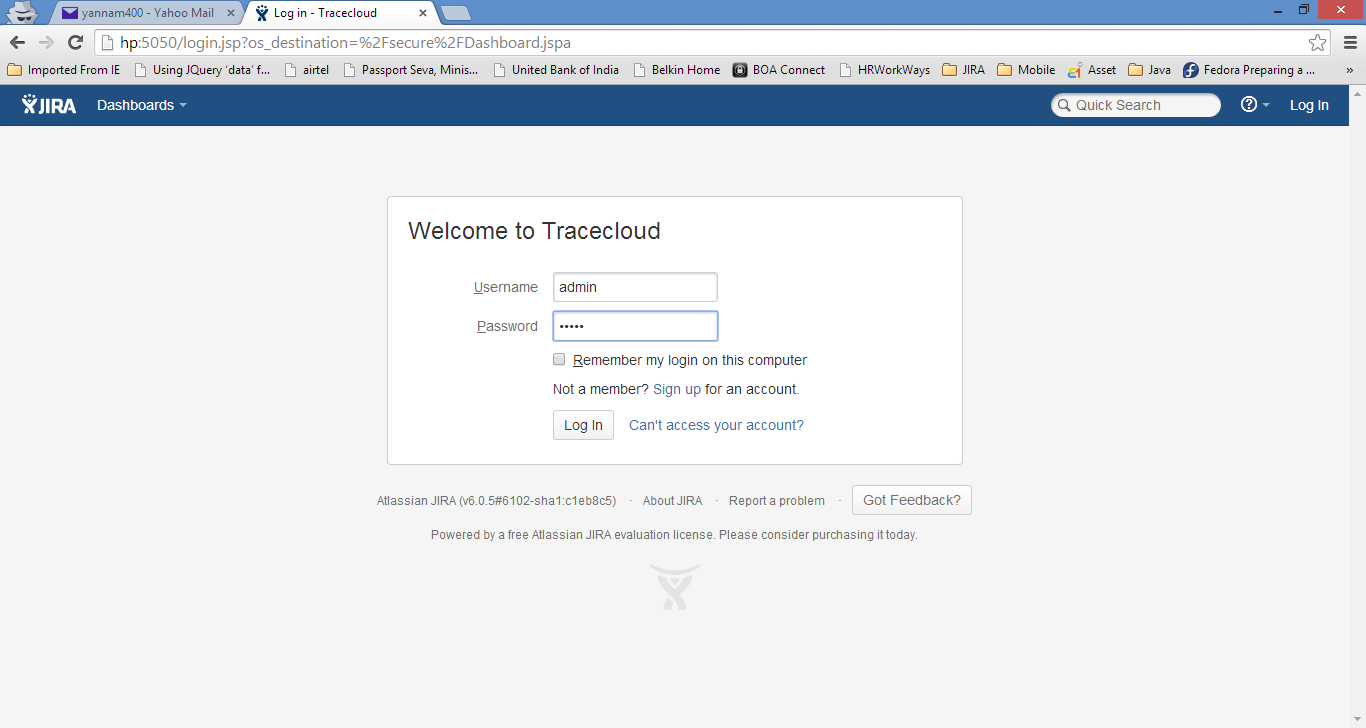 yannam400 - Yahoo Mail
Log in - Tracecloud
hp:5050/login.jsp?os_destination=%2Fsecure%2FDashboard.jspa
Imported From IE
Using JQuery 'data' f...
airtel
Passport Seva, Minis...
United Bank of India
Belkin Home
BOA Connect
HRWorkWays
JIRA
Mobile
Asset
Java
Fedora Preparing a ...
»
JIRA
Dashboards
Quick Search
?
Log In
Welcome to Tracecloud
Username
admin
Password
•••••
Remember my login on this computer
Not a member? Sign up for an account.
Log In
Can't access your account?
Atlassian JIRA (v6.0.5#6102-sha1:c1eb8c5) · About JIRA · Report a problem ·
Got Feedback?
Powered by a free Atlassian JIRA evaluation license. Please consider purchasing it today.